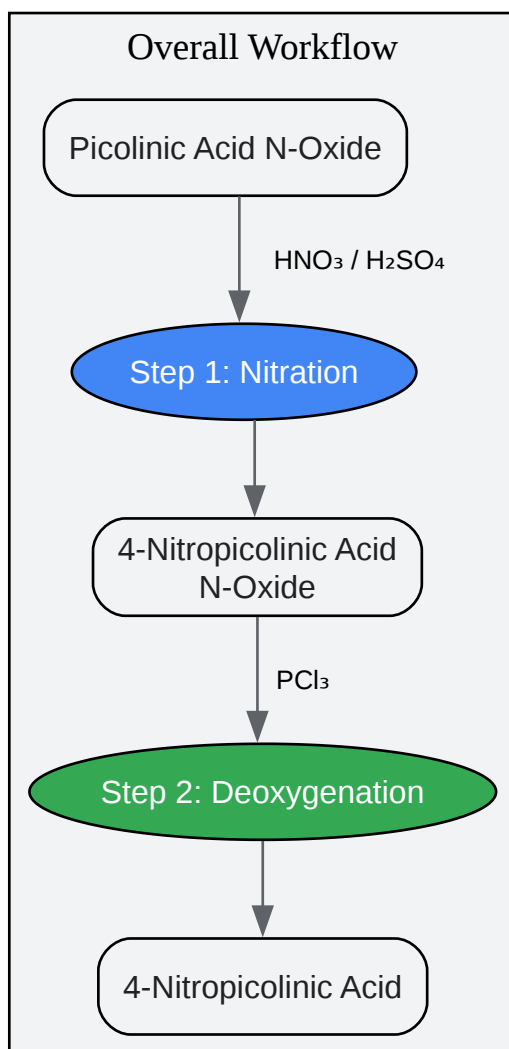 Overall Workflow
Picolinic Acid N-Oxide
HNO₃ / H₂SO₄
Step 1: Nitration
4-Nitropicolinic Acid
N-Oxide
PCl₃
Step 2: Deoxygenation
4-Nitropicolinic Acid